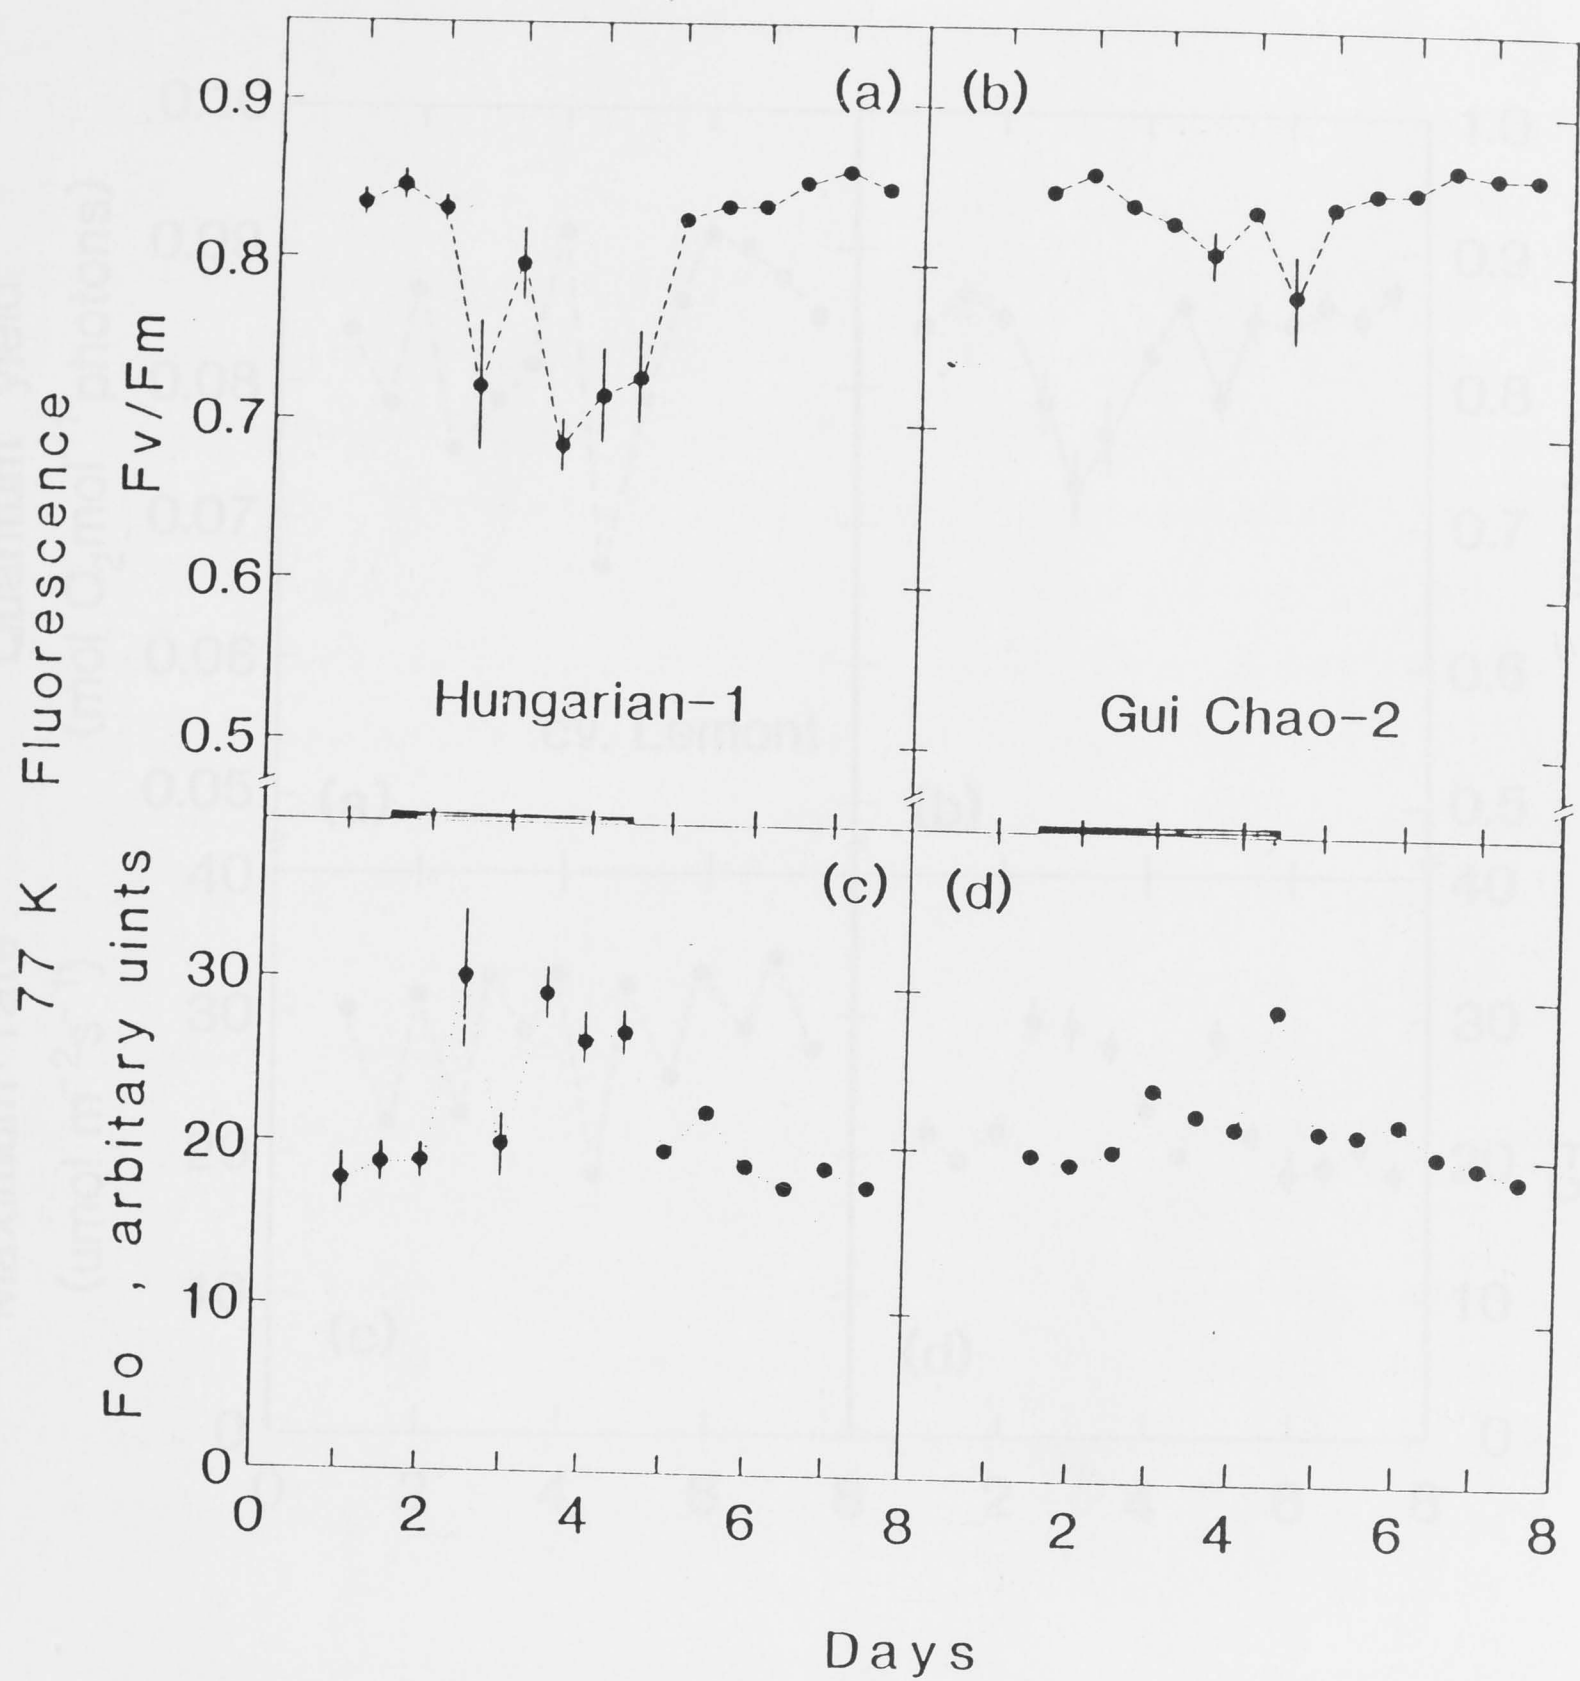 (a)
(b)
0.9
0.8
0.7
0.6
0.5
Fv/Fm
77 K Fluorescence
Hungarian-1
Gui Chao-2
(c)
(d)
30
20
10
0
Fo , arbitary uints
0 2 4 6 8 2 4 6 8
Days